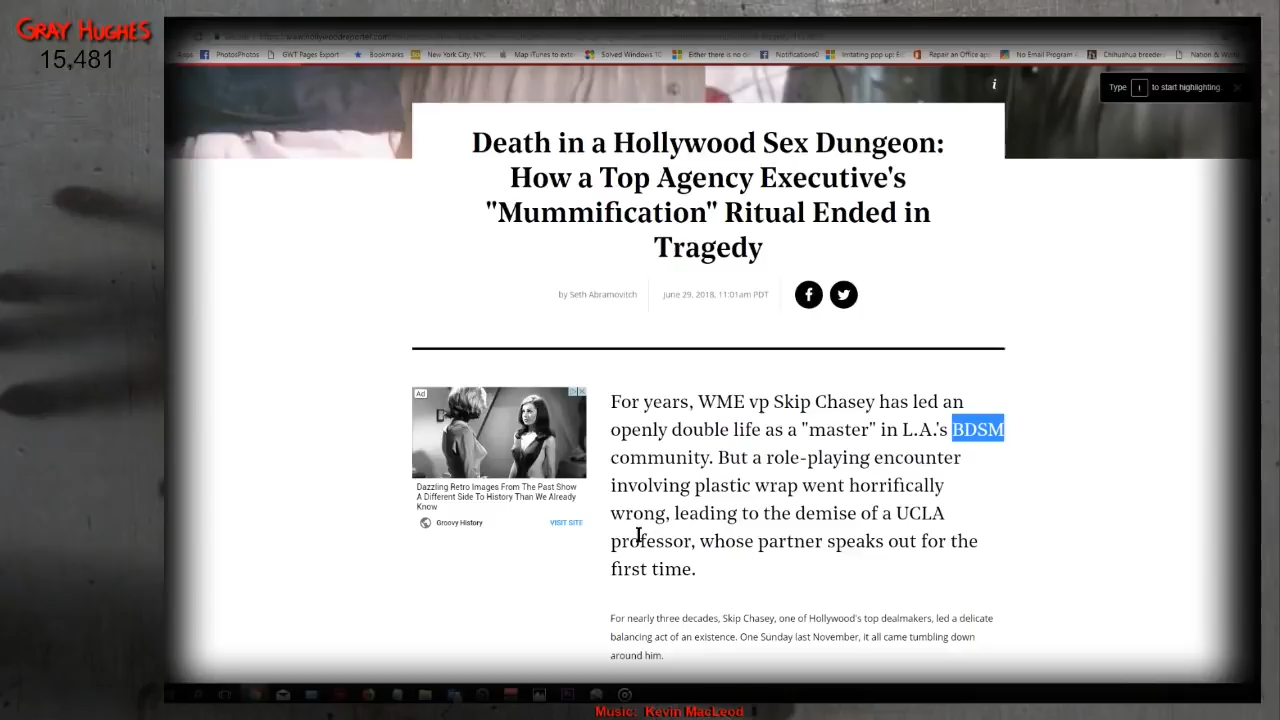 GRAY HUGHES
15,481
PhotosPhotos
GWT Pages Export
Bookmarks
New York City, NYC
Map iTunes to exte
Solved Windows 10
Either there is no de
Notifications0
Irritating pop up: Ec
Repair an Office app
No Email Program A
Chihuahua breeder
Nation & World
i
Type ! to start highlighting
Death in a Hollywood Sex Dungeon:
How a Top Agency Executive's
"Mummification" Ritual Ended in
Tragedy
by Seth Abramovitch
June 29, 2018, 11:01am PDT
Ad
Dazzling Retro Images From The Past Show
A Different Side To History Than We Already
Know
Groovy History
VISIT SITE
For years, WME vp Skip Chasey has led an
openly double life as a "master" in L.A.'s BDSM
community. But a role-playing encounter
involving plastic wrap went horrifically
wrong, leading to the demise of a UCLA
professor, whose partner speaks out for the
first time.
For nearly three decades, Skip Chasey, one of Hollywood's top dealmakers, led a delicate
balancing act of an existence. One Sunday last November, it all came tumbling down
around him.
Music: Kevin MacLeod